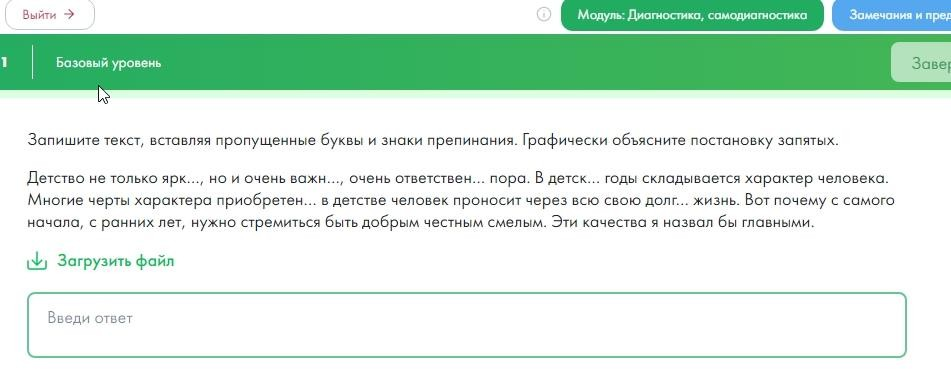 Выйти →
Модуль: Диагностика, самодиагностика
Замечания и пред
1
Базовый уровень
Завер
Запишите текст, вставляя пропущенные буквы и знаки препинания. Графически объясните постановку запятых.
Детство не только ярк..., но и очень важн..., очень ответствен... пора. В детск... годы складывается характер человека.
Многие черты характера приобретен... в детстве человек проносит через всю свою долг... жизнь. Вот почему с самого
начала, с ранних лет, нужно стремиться быть добрым честным смелым. Эти качества я назвал бы главными.
Загрузить файл
Введи ответ